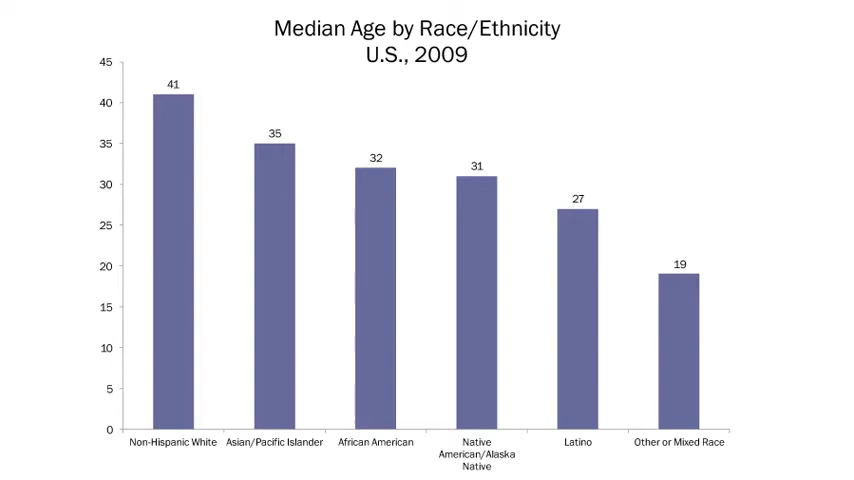 Median Age by Race/Ethnicity
U.S., 2009
45
40
35
30
25
20
15
10
5
0
41
35
32
31
27
19
Non-Hispanic White
Asian/Pacific Islander
African American
Native
American/Alaska
Native
Latino
Other or Mixed Race